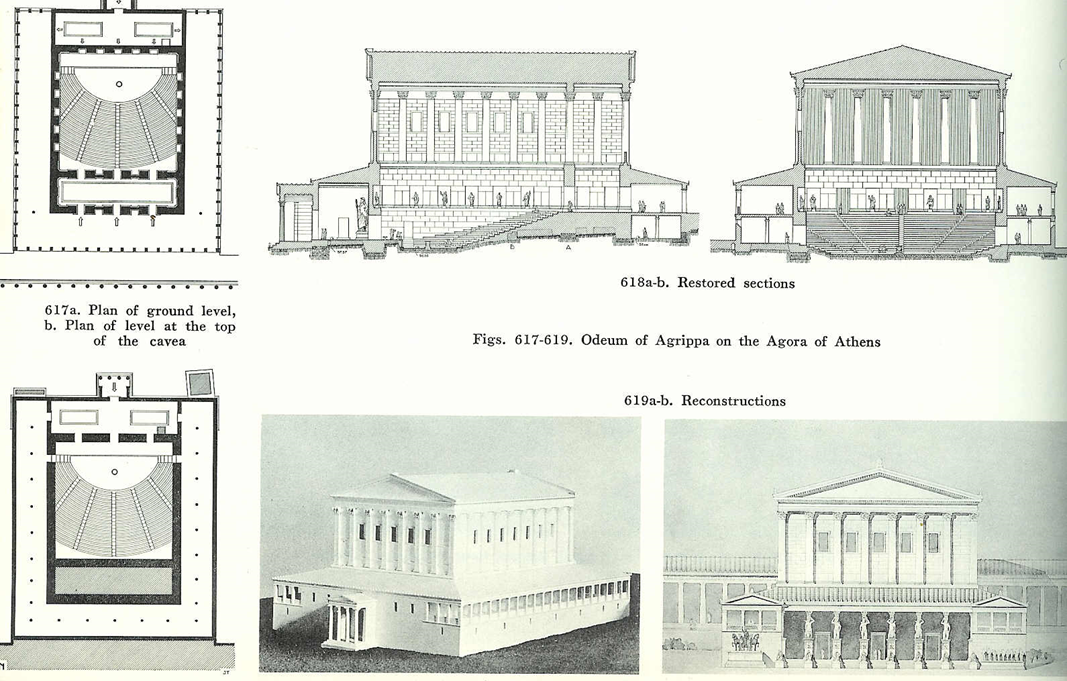 618a-b. Restored sections
617a. Plan of ground level,
b. Plan of level at the top
of the cavea
Figs. 617-619. Odeum of Agrippa on the Agora of Athens
619a-b. Reconstructions
B
A
N